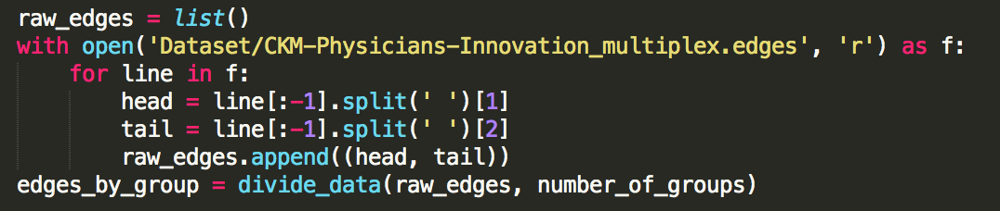 raw_edges = list()
with open('Dataset/CKM-Physicians-Innovation_multiplex.edges', 'r') as f:
    for line in f:
        head = line[:-1].split(' ')[1]
        tail = line[:-1].split(' ')[2]
        raw_edges.append((head, tail))
edges_by_group = divide_data(raw_edges, number_of_groups)